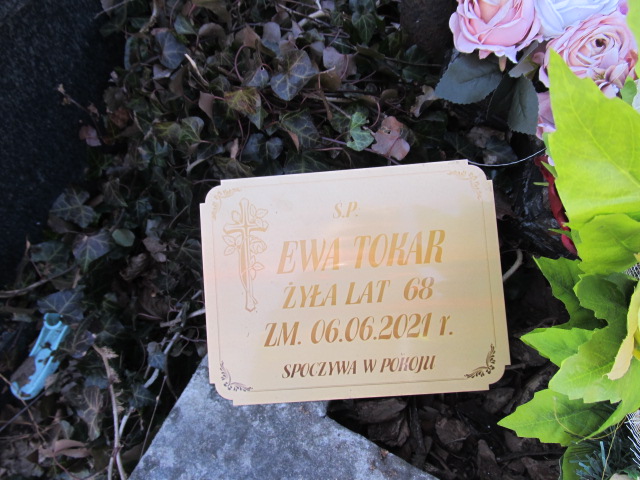 Ś.P.
EWA TOKAR
ŻYŁA LAT 68
ZM. 06.06.2021 r.
SPOCZYWA W POKOJU